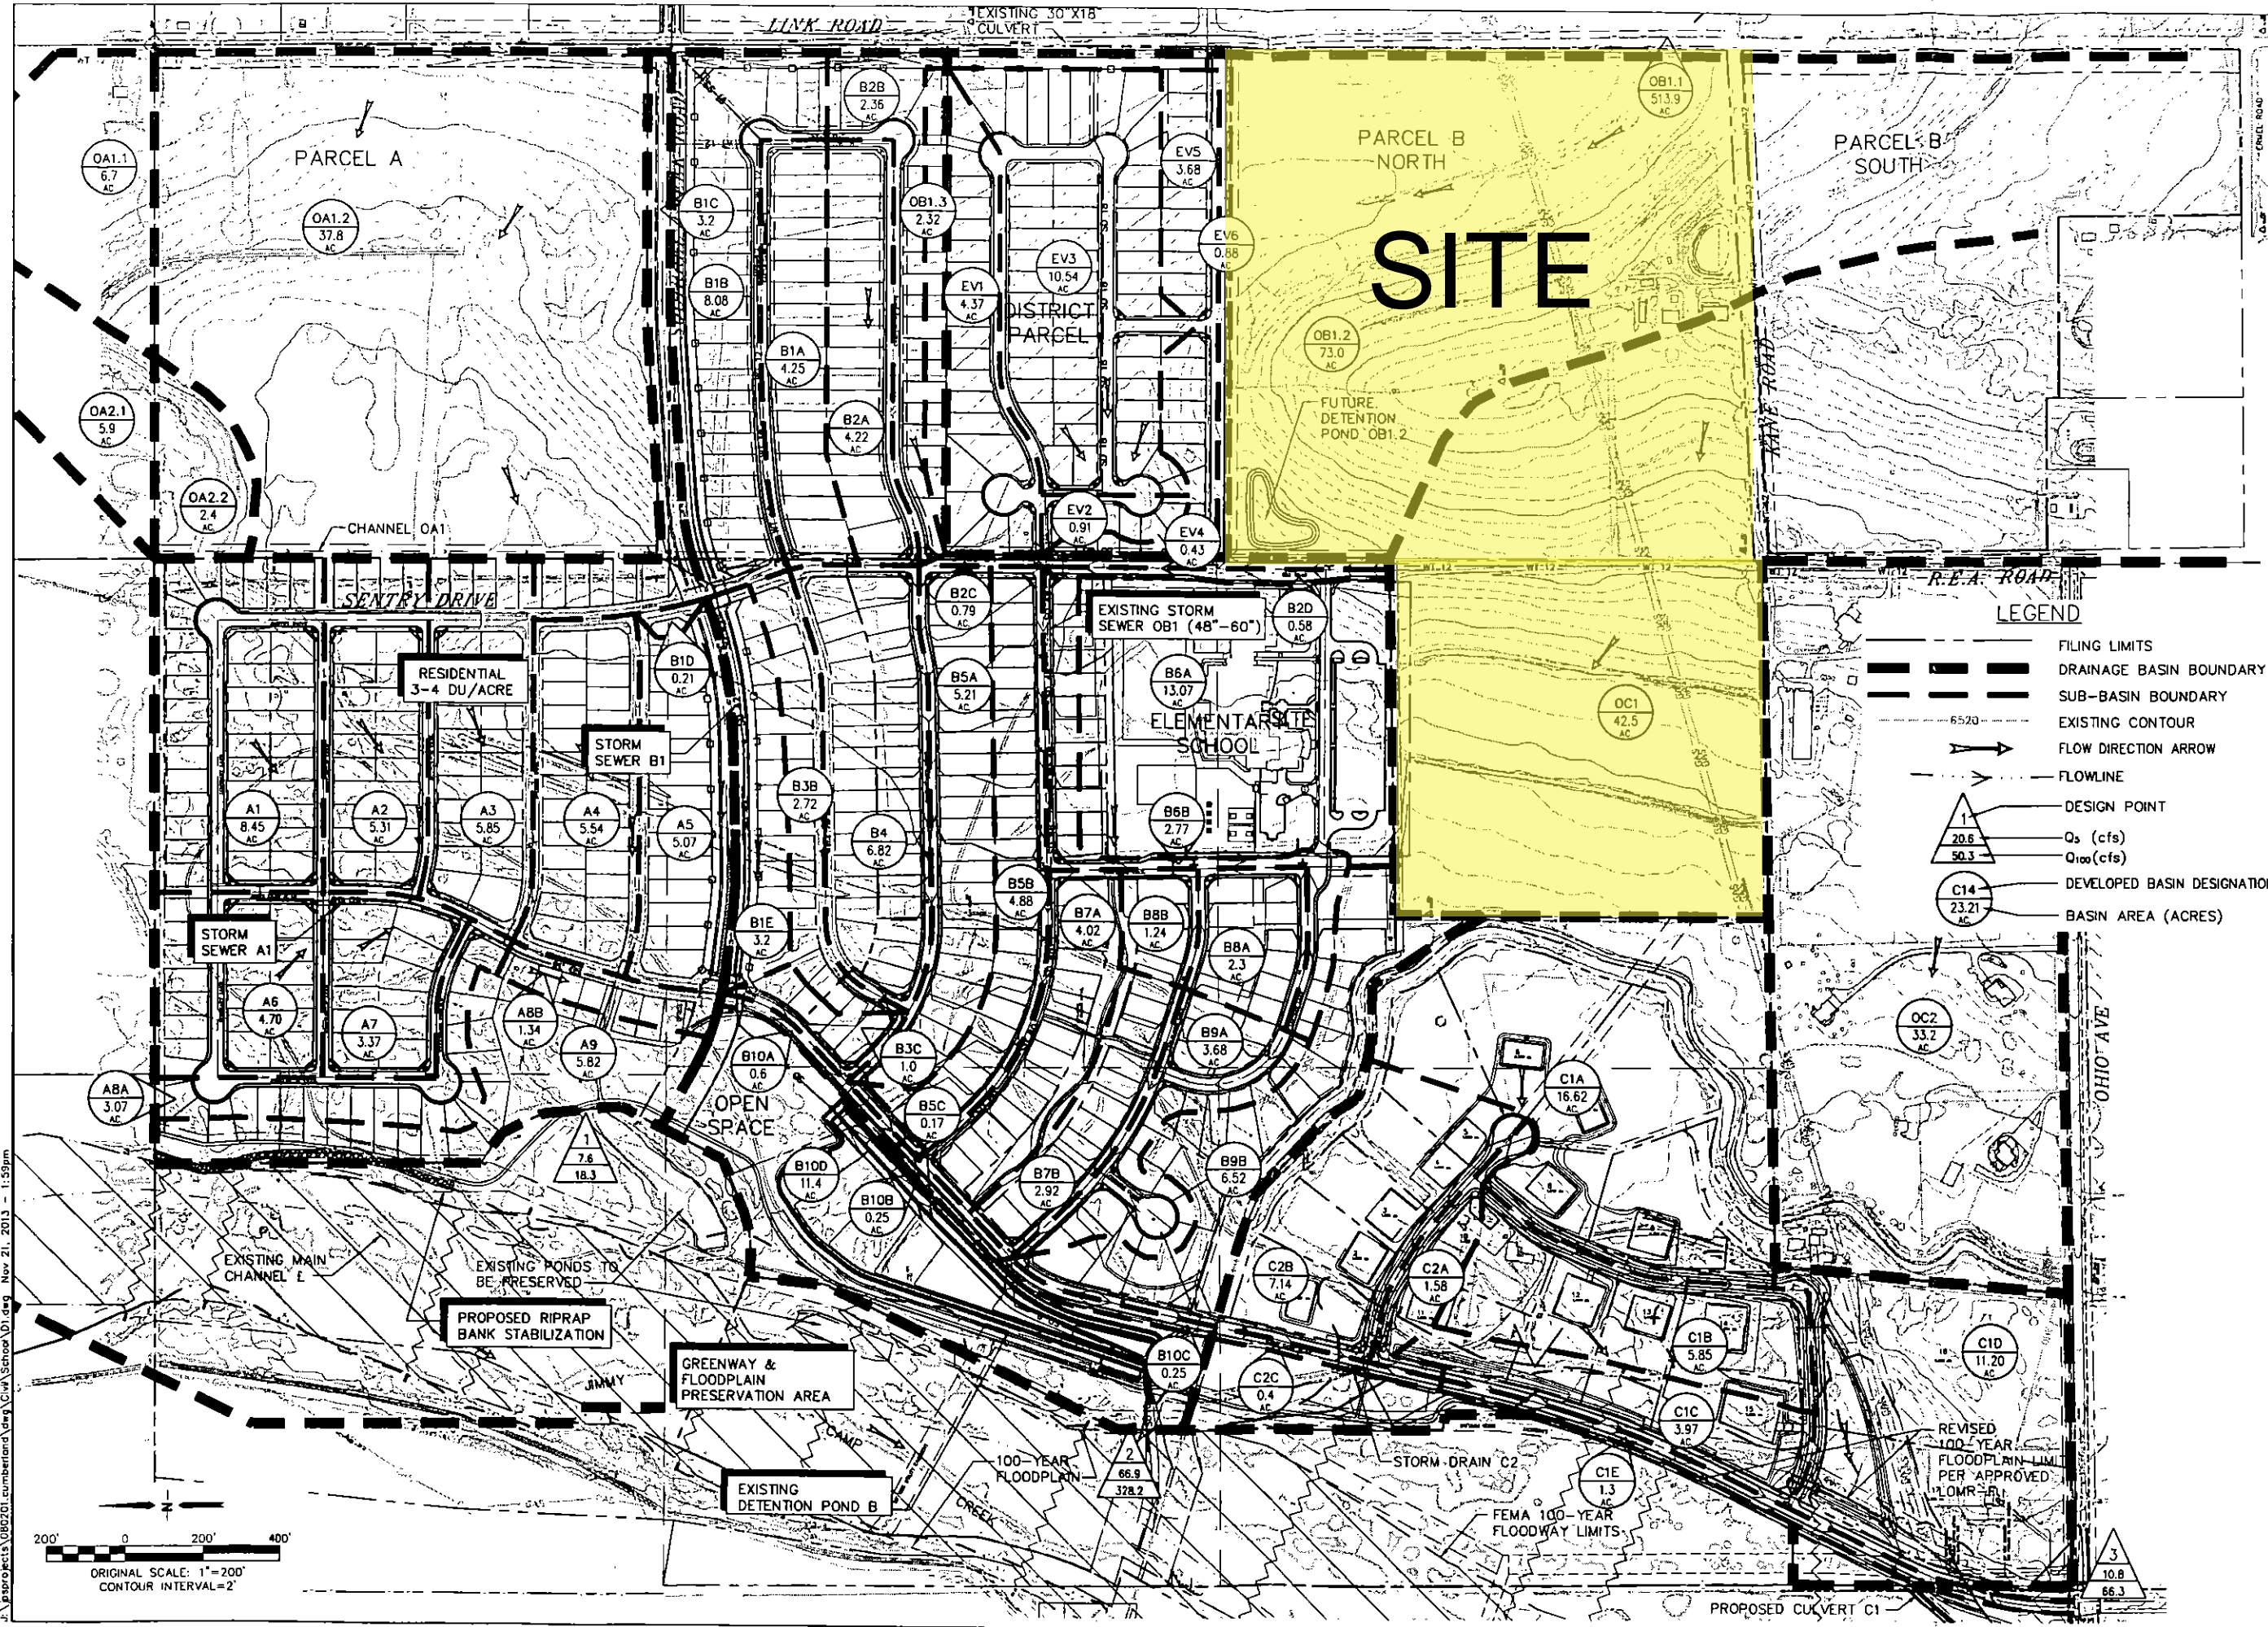 LINK ROAD
EXISTING 30"X18"
CULVERT
B2B
2.36
AC
OB1.1
513.9
AC
PARCEL A
PARCEL B
NORTH
PARCEL B
SOUTH
OA1.1
6.7
AC
EV5
3.68
AC
OA1.2
37.8
AC
B1C
3.2
AC
OB1.3
2.32
AC
EV6
0.88
AC
SITE
EV3
10.54
AC
B1B
8.08
AC
EV1
4.37
AC
DISTRICT
PARCEL
OB1.2
73.0
AC
B1A
4.25
AC
KANE ROAD
OA2.1
5.9
AC
B2A
4.22
AC
FUTURE
DETENTION
POND OB1.2
OA2.2
2.4
AC
CHANNEL OA1
EV2
0.91
AC
EV4
0.43
AC
R.E.A. ROAD
SENTRY DRIVE
B2C
0.79
AC
EXISTING STORM
SEWER OB1 (48"-60")
B2D
0.58
AC
LEGEND
FILING LIMITS
DRAINAGE BASIN BOUNDARY
SUB-BASIN BOUNDARY
6520
EXISTING CONTOUR
FLOW DIRECTION ARROW
FLOWLINE
1
20.6
50.3
DESIGN POINT
Q5 (cfs)
Q100(cfs)
C14
23.21
AC
DEVELOPED BASIN DESIGNATION
BASIN AREA (ACRES)
RESIDENTIAL
3-4 DU/ACRE
B1D
0.21
AC
B5A
5.21
AC
B6A
13.07
AC
ELEMENTARY
SCHOOL
SITE
OC1
42.5
AC
STORM
SEWER B1
A1
8.45
AC
A2
5.31
AC
A3
5.85
AC
A4
5.54
AC
A5
5.07
AC
B3B
2.72
AC
B4
6.82
AC
B6B
2.77
AC
STORM
SEWER A1
B1E
3.2
AC
B5B
4.88
AC
B7A
4.02
AC
B8B
1.24
AC
B8A
2.3
AC
A6
4.70
AC
A7
3.37
AC
A8B
1.34
AC
A9
5.82
AC
B10A
0.6
AC
B3C
1.0
AC
B9A
3.68
AC
OC2
33.2
AC
OHIO AVE
A8A
3.07
AC
OPEN
SPACE
B5C
0.17
AC
C1A
16.62
AC
1
7.6
18.3
B10D
11.4
AC
B10B
0.25
AC
B7B
2.92
AC
B9B
6.52
AC
EXISTING MAIN
CHANNEL
EXISTING PONDS TO
BE PRESERVED
C2B
7.14
AC
C2A
1.58
AC
PROPOSED RIPRAP
BANK STABILIZATION
GREENWAY &
FLOODPLAIN
PRESERVATION AREA
B10C
0.25
AC
C2C
0.4
AC
C1B
5.85
AC
C1D
11.20
AC
C1C
3.97
AC
JIMMY
CAMP
CREEK
100-YEAR
FLOODPLAIN
2
66.9
328.2
STORM DRAIN C2
C1E
1.3
AC
REVISED
100-YEAR
FLOODPLAIN LIMIT
PER APPROVED
LOMR-F
EXISTING
DETENTION POND B
FEMA 100-YEAR
FLOODWAY LIMITS
N
200' 0 200' 400'
ORIGINAL SCALE: 1"=200'
CONTOUR INTERVAL=2'
3
10.8
66.3
PROPOSED CULVERT C1